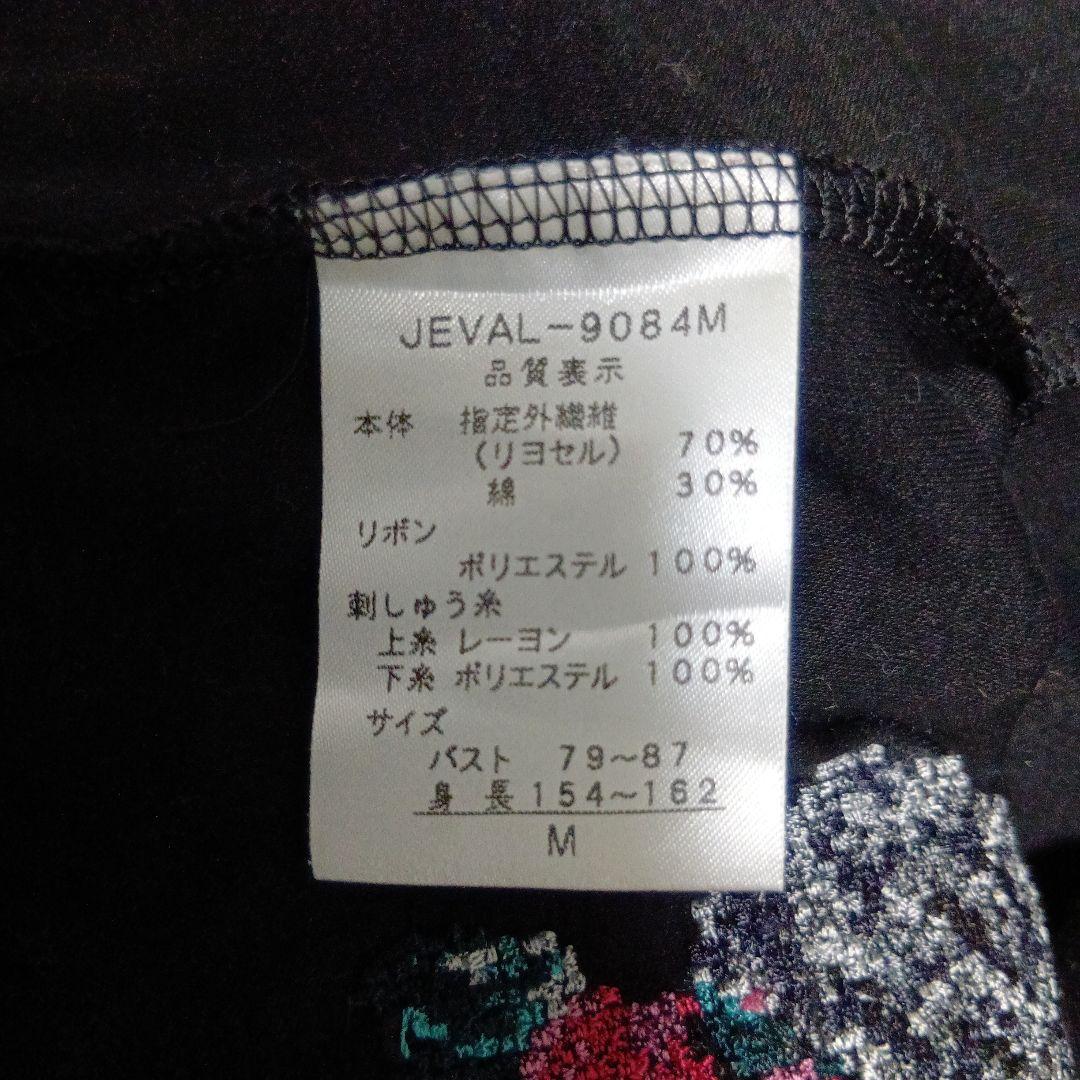 JEVAL-9084M
品質表示
本体 指定外繊維
(リヨセル) 70%
綿 30%
リボン
ポリエステル 100%
刺しゅう糸
上糸 レーヨン 100%
下糸 ポリエステル 100%
サイズ
バスト 79~87
身長 154~162
M